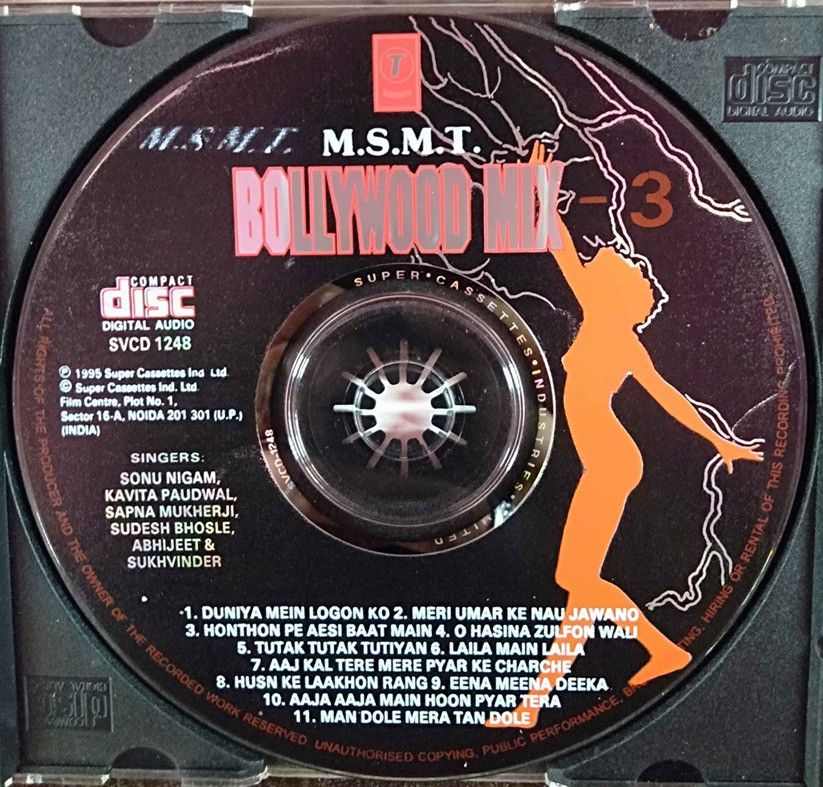 T
COMPACT
disc
DIGITAL AUDIO
M.S.M.T. M.S.M.T.
BOLLYWOOD MIX - 3
COMPACT
disc
DIGITAL AUDIO
SVCD 1248
℗ 1995 Super Cassettes Ind Ltd.
© Super Cassettes Ind. Ltd.
Film Centre, Plot No. 1,
Sector 16-A, NOIDA 201 301 (U.P.)
(INDIA)
SINGERS:
SONU NIGAM,
KAVITA PAUDWAL,
SAPNA MUKHERJI,
SUDESH BHOSLE,
ABHIJEET &
SUKHVINDER
SUPER • CASSETTES • INDUSTRIES • LIMITED
SVCD-1248
1. DUNIYA MEIN LOGON KO 2. MERI UMAR KE NAU JAWANO
3. HONTHON PE AESI BAAT MAIN 4. O HASINA ZULFON WALI
5. TUTAK TUTAK TUTIYAN 6. LAILA MAIN LAILA
7. AAJ KAL TERE MERE PYAR KE CHARCHE
8. HUSN KE LAAKHON RANG 9. EENA MEENA DEEKA
10. AAJA AAJA MAIN HOON PYAR TERA
11. MAN DOLE MERA TAN DOLE
ALL RIGHTS OF THE PRODUCER AND THE OWNER OF THE RECORDED WORK RESERVED. UNAUTHORISED COPYING, PUBLIC PERFORMANCE, HIRING OR RENTAL OF THIS RECORDING PROHIBITED.
COMPACT
disc
DIGITAL AUDIO